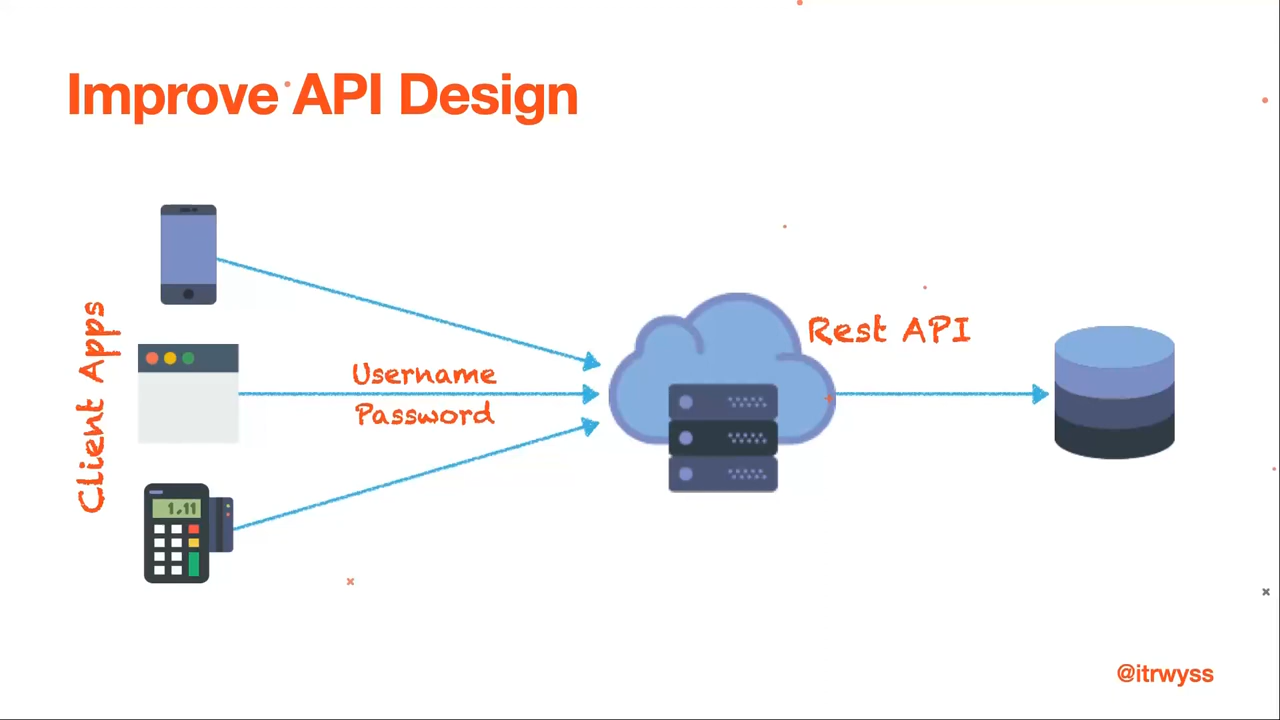 Improve API Design
Client Apps
Username
Password
Rest API
1.11
@itrwyss